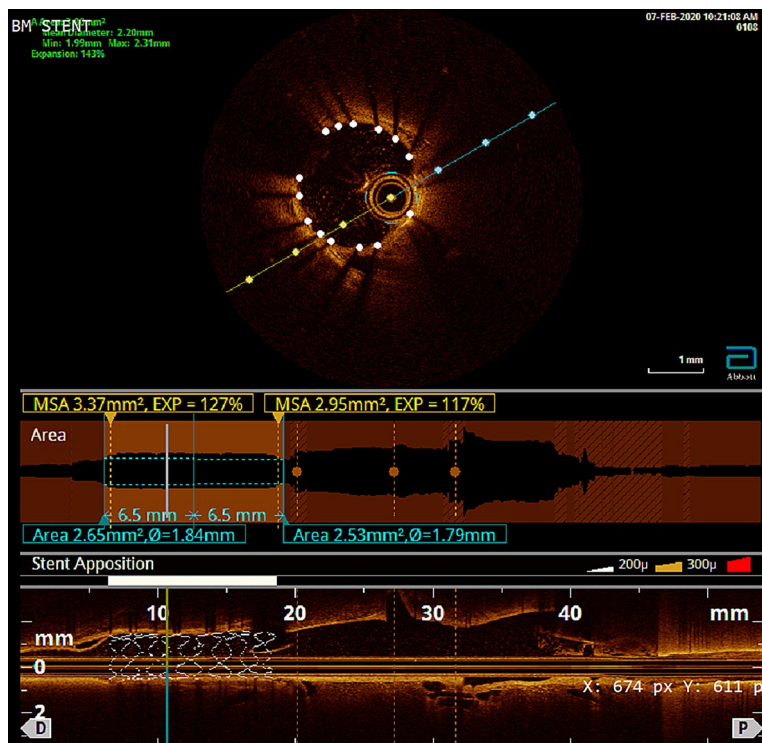 BM STENT
Mean Diameter: 2.20mm
Min: 1.99mm Max: 2.31mm
Expansion: 143%
07-FEB-2020 10:21:08 AM
0108
1 mm
Abbott
MSA 3.37mm², EXP = 127%
MSA 2.95mm², EXP = 117%
Area
6.5 mm
6.5 mm
Area 2.65mm²,Ø=1.84mm
Area 2.53mm²,Ø=1.79mm
Stent Apposition
200µ
300µ
10
20
30
40
mm
mm
0
2
X: 674 px Y: 611 p
D
P